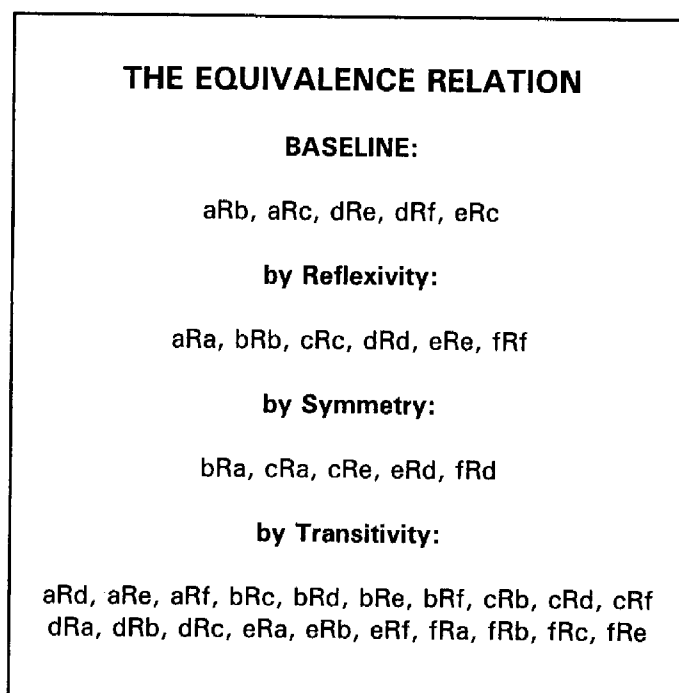 THE EQUIVALENCE RELATION
BASELINE:
aRb, aRc, dRe, dRf, eRc
by Reflexivity:
aRa, bRb, cRc, dRd, eRe, fRf
by Symmetry:
bRa, cRa, cRe, eRd, fRd
by Transitivity:
aRd, aRe, aRf, bRc, bRd, bRe, bRf, cRb, cRd, cRf
dRa, dRb, dRc, eRa, eRb, eRf, fRa, fRb, fRc, fRe